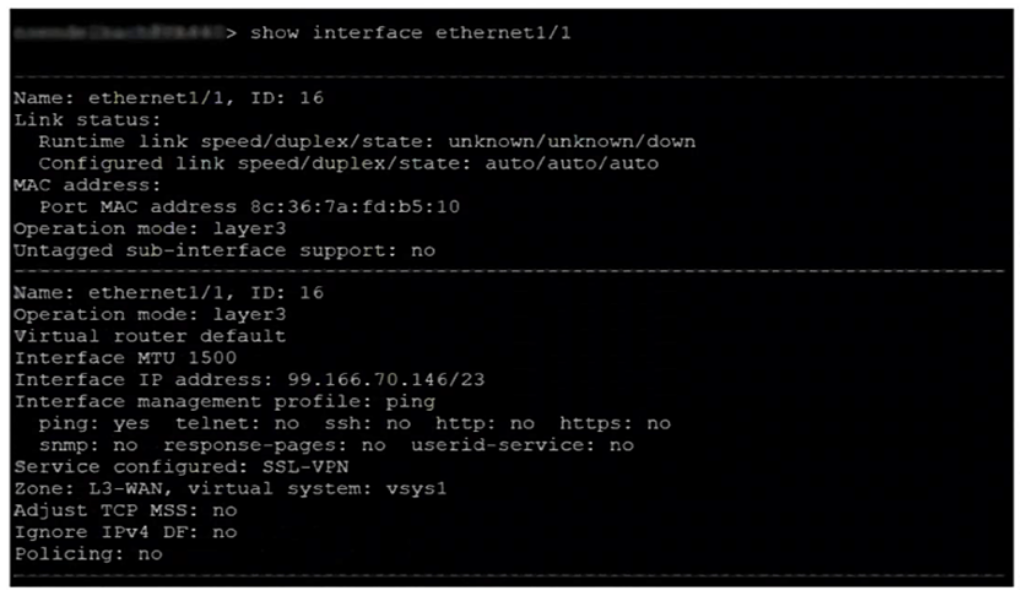 > show interface ethernet1/1
Name: ethernet1/1, ID: 16
Link status:
Runtime link speed/duplex/state: unknown/unknown/down
Configured link speed/duplex/state: auto/auto/auto
MAC address:
Port MAC address 8c:36:7a:fd:b5:10
Operation mode: layer3
Untagged sub-interface support: no
Name: ethernet1/1, ID: 16
Operation mode: layer3
Virtual router default
Interface MTU 1500
Interface IP address: 99.166.70.146/23
Interface management profile: ping
ping: yes telnet: no ssh: no http: no https: no
snmp: no response-pages: no userid-service: no
Service configured: SSL-VPN
Zone: L3-WAN, virtual system: vsys1
Adjust TCP MSS: no
Ignore IPv4 DF: no
Policing: no